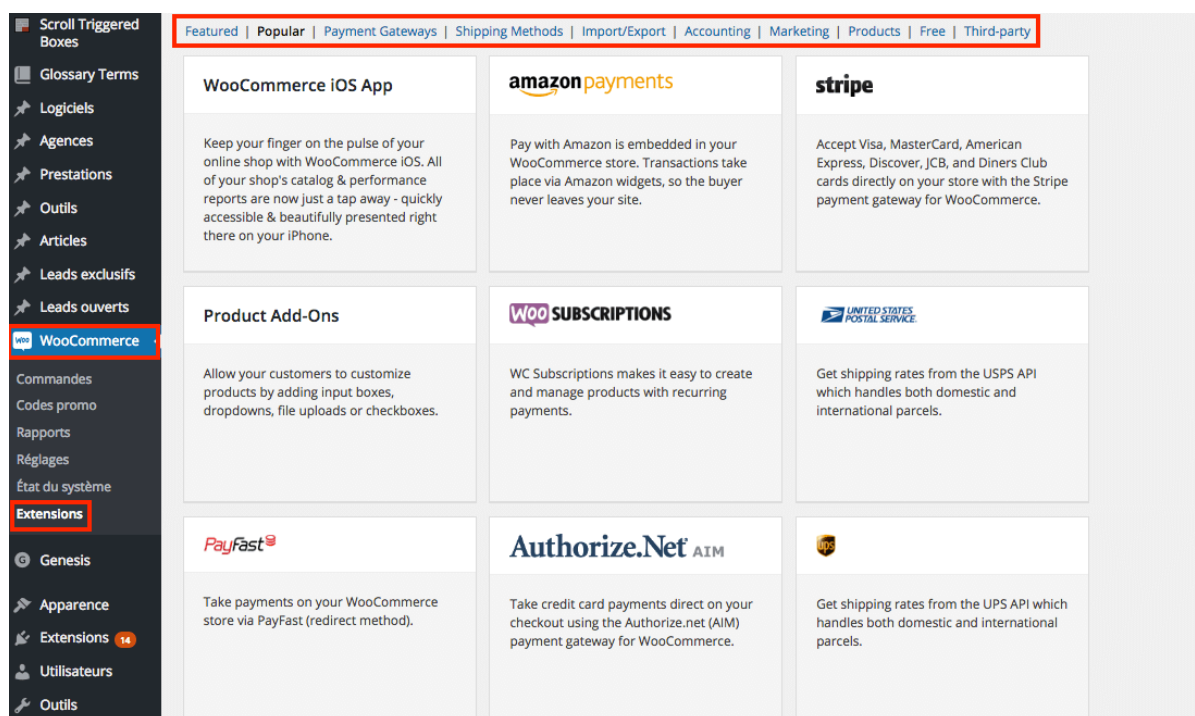 Scroll Triggered
Boxes
Glossary Terms
Logiciels
Agences
Prestations
Outils
Articles
Leads exclusifs
Leads ouverts
Woo WooCommerce
Commandes
Codes promo
Rapports
Réglages
État du système
Extensions
G Genesis
Apparence
Extensions 14
Utilisateurs
Outils
Featured | Popular | Payment Gateways | Shipping Methods | Import/Export | Accounting | Marketing | Products | Free | Third-party
WooCommerce iOS App
Keep your finger on the pulse of your
online shop with WooCommerce iOS. All
of your shop's catalog & performance
reports are now just a tap away - quickly
accessible & beautifully presented right
there on your iPhone.
amazon payments
Pay with Amazon is embedded in your
WooCommerce store. Transactions take
place via Amazon widgets, so the buyer
never leaves your site.
stripe
Accept Visa, MasterCard, American
Express, Discover, JCB, and Diners Club
cards directly on your store with the Stripe
payment gateway for WooCommerce.
Product Add-Ons
Allow your customers to customize
products by adding input boxes,
dropdowns, file uploads or checkboxes.
WOO SUBSCRIPTIONS
WC Subscriptions makes it easy to create
and manage products with recurring
payments.
UNITED STATES
POSTAL SERVICE.
Get shipping rates from the USPS API
which handles both domestic and
international parcels.
PayFast
Take payments on your WooCommerce
store via PayFast (redirect method).
Authorize.Net AIM
Take credit card payments direct on your
checkout using the Authorize.net (AIM)
payment gateway for WooCommerce.
ups
Get shipping rates from the UPS API which
handles both domestic and international
parcels.